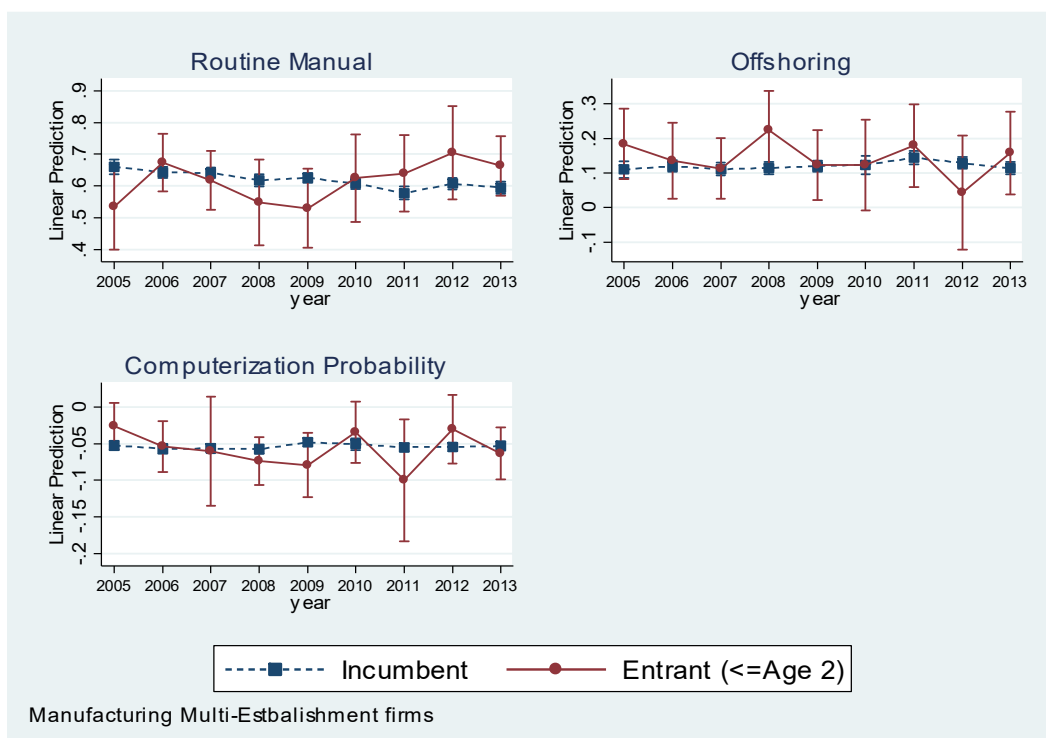 Routine Manual
Linear Prediction
.9
.8
.7
.6
.5
.4
2005 2006 2007 2008 2009 2010 2011 2012 2013
year
Offshoring
Linear Prediction
.3
.2
.1
0
-.1
2005 2006 2007 2008 2009 2010 2011 2012 2013
year
Computerization Probability
Linear Prediction
0
-.05
-.1
-.15
-.2
2005 2006 2007 2008 2009 2010 2011 2012 2013
year
Incumbent Entrant (<=Age 2)
Manufacturing Multi-Estbalishment firms